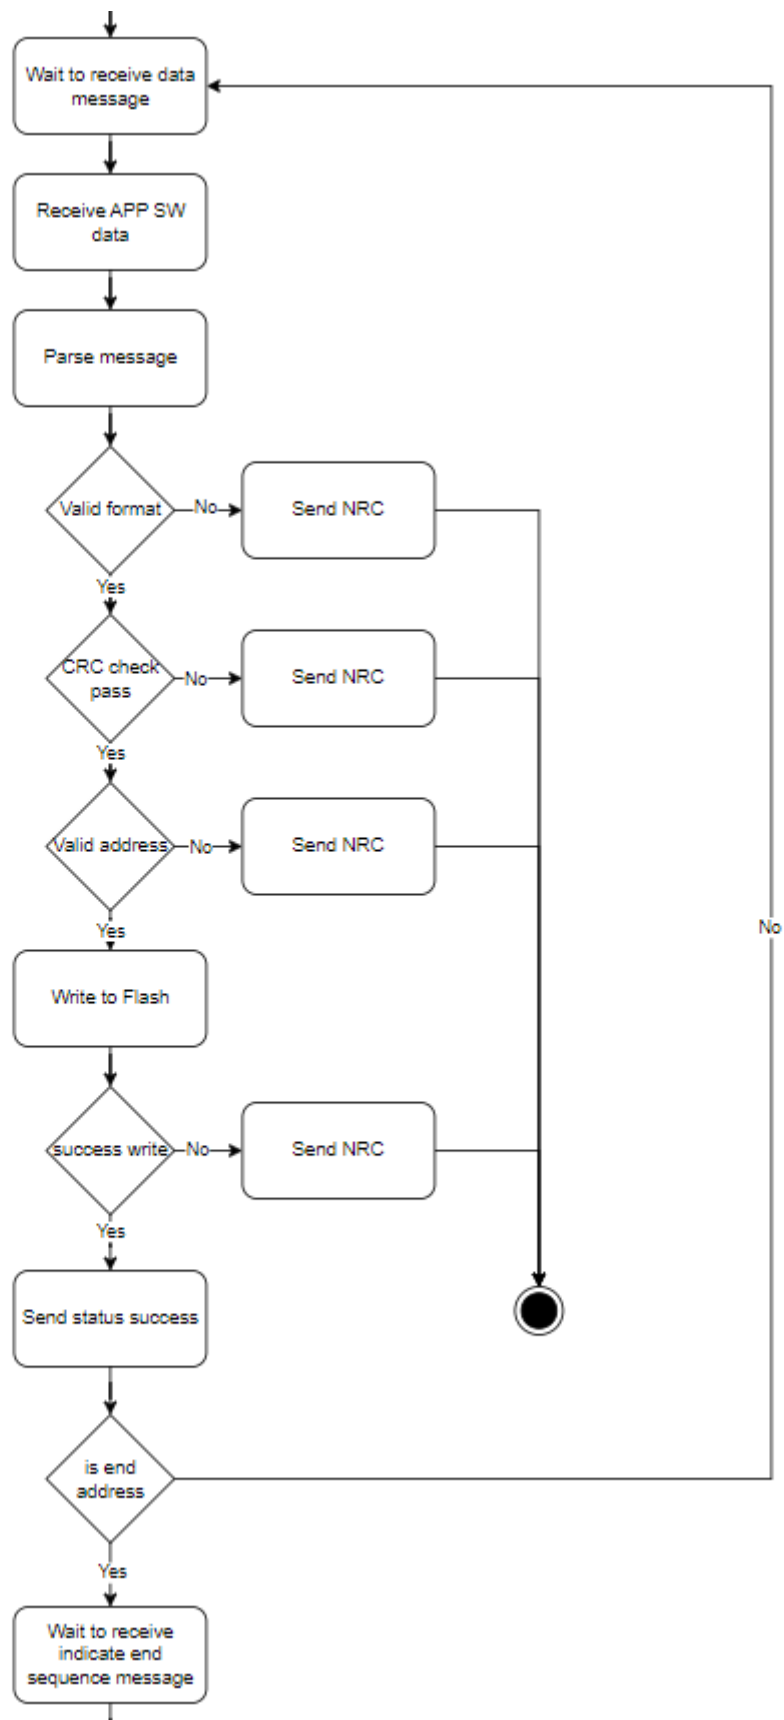 Wait to receive data
message
Receive APP SW
data
Parse message
Valid format
No
Send NRC
Yes
CRC check
pass
No
Send NRC
Yes
Valid address
No
Send NRC
Yes
No
Write to Flash
success write
No
Send NRC
Yes
Send status success
is end
address
Yes
Wait to receive
indicate end
sequence message